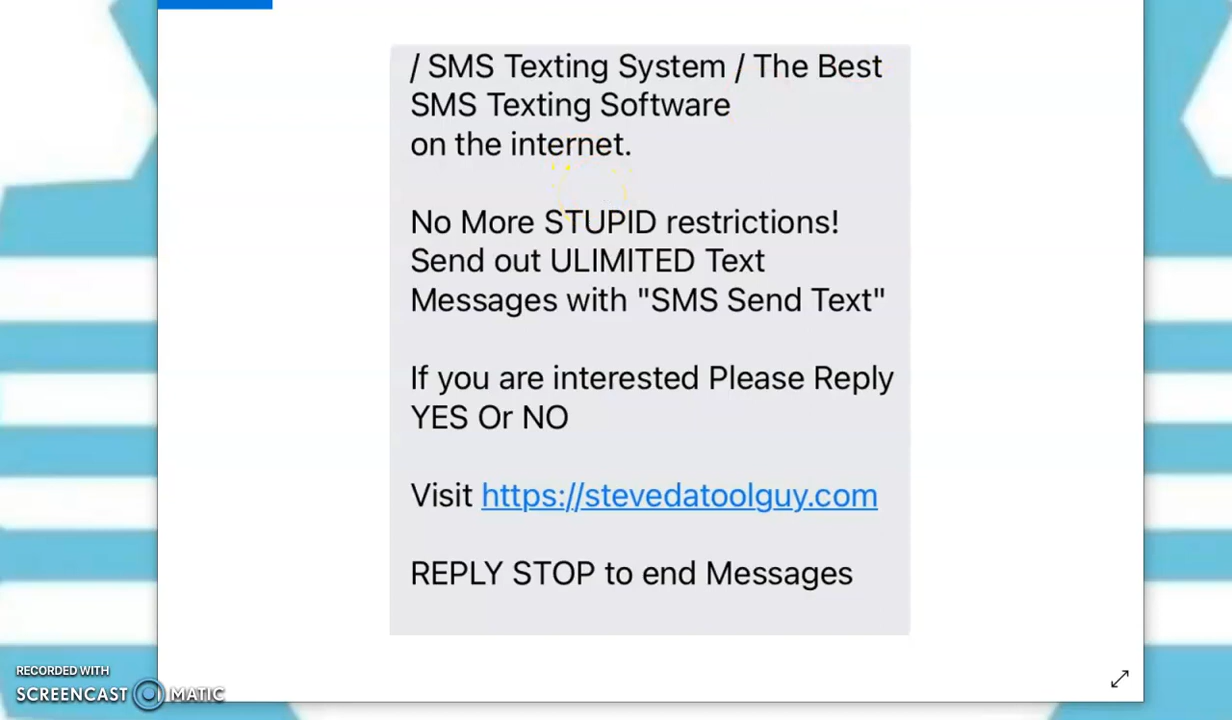 / SMS Texting System / The Best
SMS Texting Software
on the internet.
No More STUPID restrictions!
Send out ULIMITED Text
Messages with "SMS Send Text"
If you are interested Please Reply
YES Or NO
Visit https://stevedatoolguy.com
REPLY STOP to end Messages
RECORDED WITH
SCREENCAST MATIC